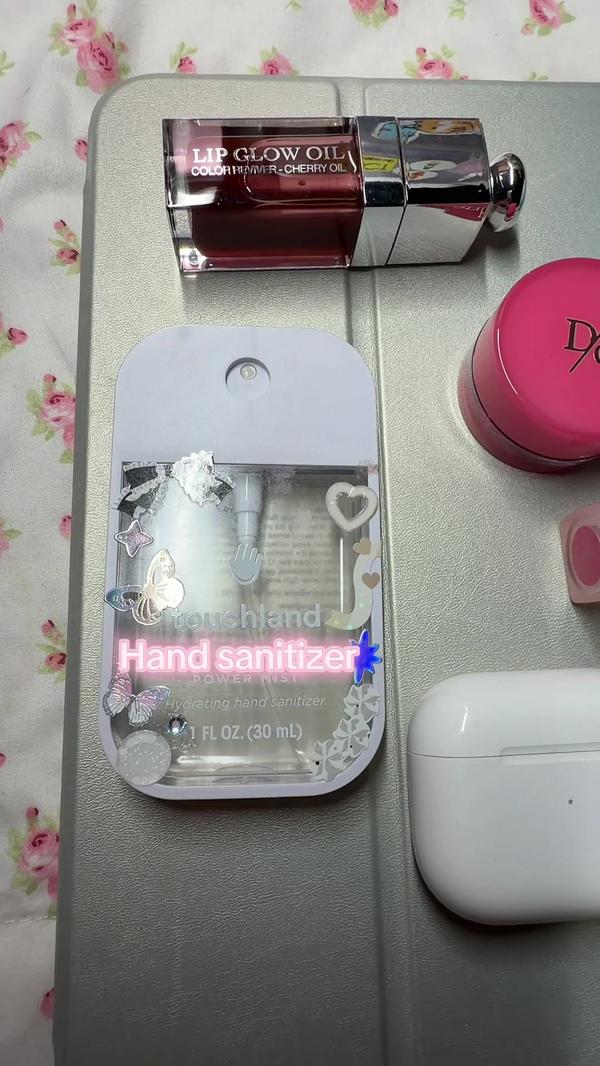 LIP GLOW OIL
COLOR REVIVER - CHERRY OIL
touchland
Hand sanitizer
POWER MIST
Hydrating hand sanitizer
1 FL OZ. (30 mL)